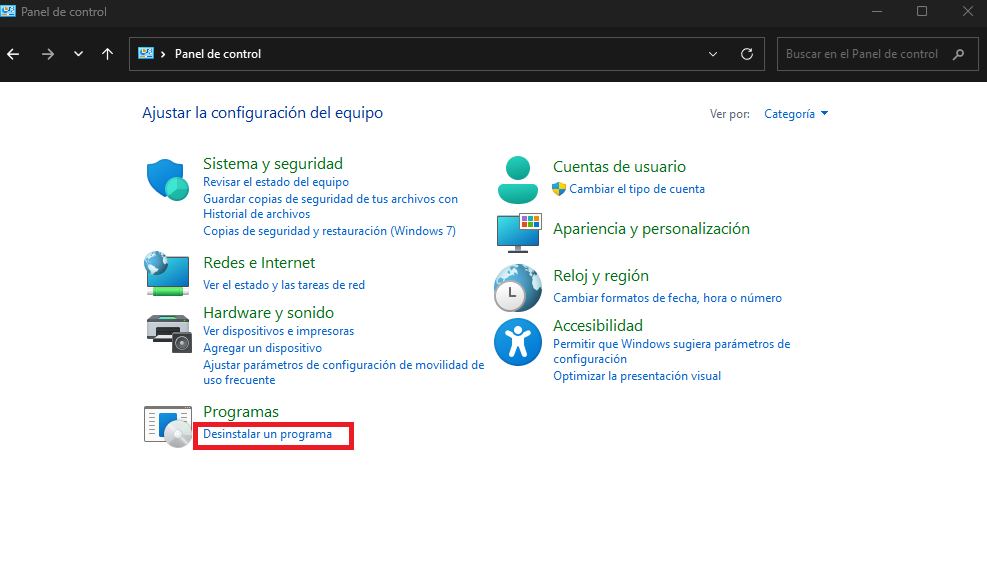 Panel de control
Panel de control
Buscar en el Panel de control
Ajustar la configuración del equipo
Ver por:
Categoría
Sistema y seguridad
Revisar el estado del equipo
Guardar copias de seguridad de tus archivos con
Historial de archivos
Copias de seguridad y restauración (Windows 7)
Redes e Internet
Ver el estado y las tareas de red
Hardware y sonido
Ver dispositivos e impresoras
Agregar un dispositivo
Ajustar parámetros de configuración de movilidad de
uso frecuente
Programas
Desinstalar un programa
Cuentas de usuario
Cambiar el tipo de cuenta
Apariencia y personalización
Reloj y región
Cambiar formatos de fecha, hora o número
Accesibilidad
Permitir que Windows sugiera parámetros de
configuración
Optimizar la presentación visual